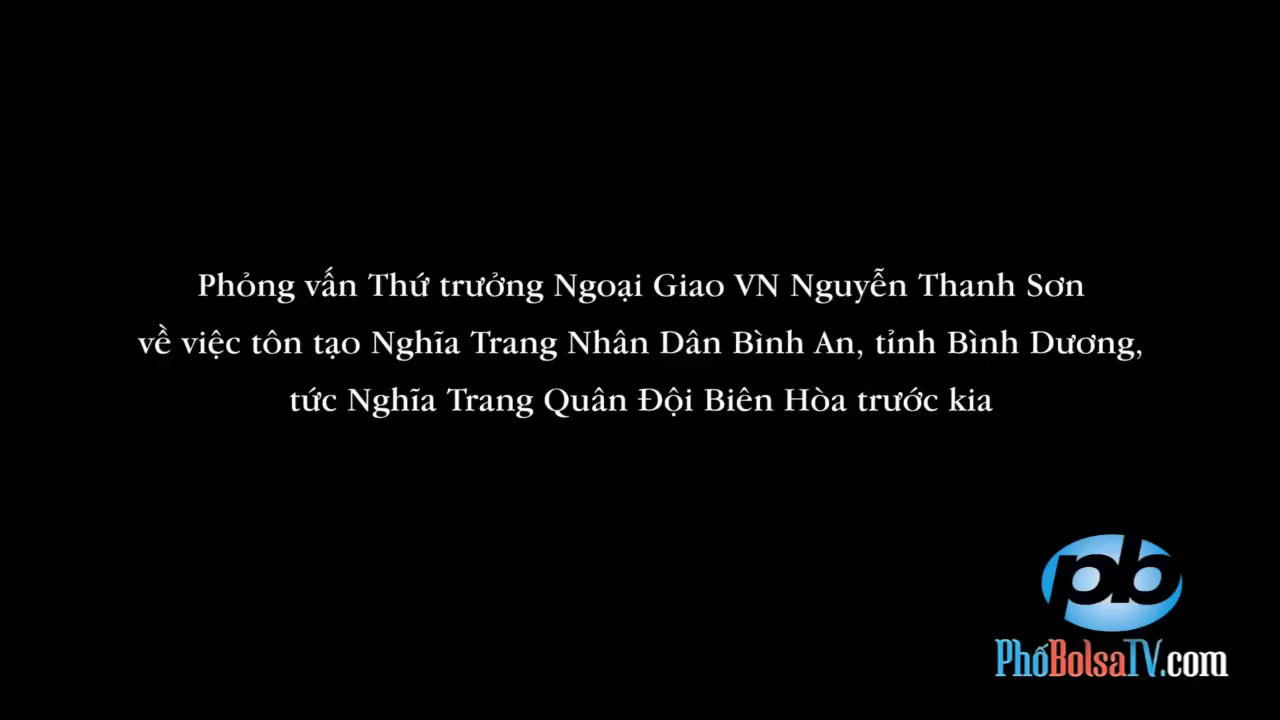 Phỏng vấn Thứ trưởng Ngoại Giao VN Nguyễn Thanh Sơn
về việc tôn tạo Nghĩa Trang Nhân Dân Bình An, tỉnh Bình Dương,
tức Nghĩa Trang Quân Đội Biên Hòa trước kia
pb
PhốBolsaTV.com